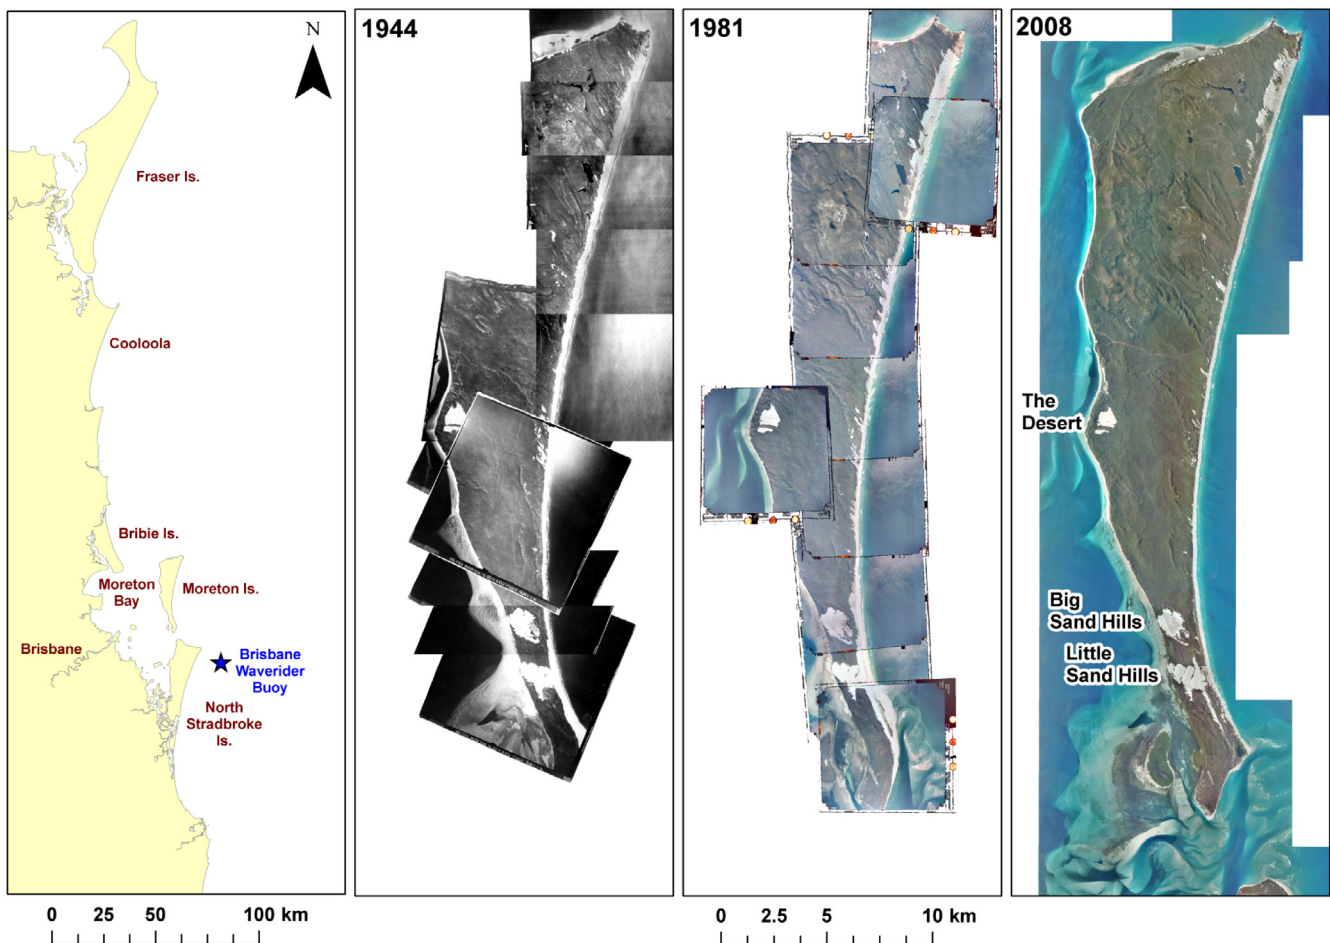 N
Fraser Is.
Cooloola
Bribie Is.
Moreton
Bay
Moreton Is.
Brisbane
Brisbane
Waverider
Buoy
North
Stradbroke
Is.
0 25 50 100 km
1944
1981
0 2.5 5 10 km
2008
The
Desert
Big
Sand Hills
Little
Sand Hills